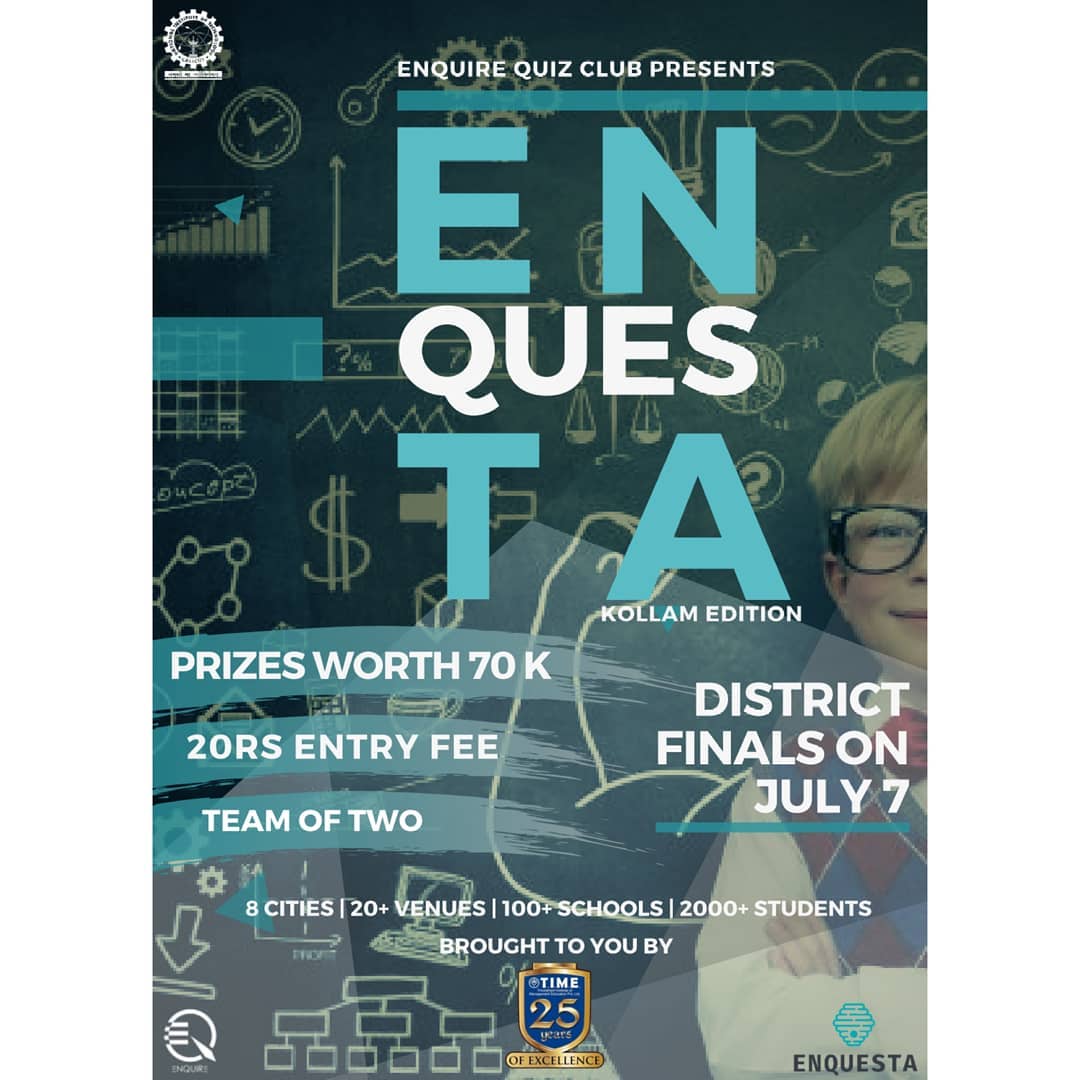 ENQUIRE QUIZ CLUB PRESENTS
EN
QUES
TA
KOLLAM EDITION
PRIZES WORTH 70 K
20RS ENTRY FEE
TEAM OF TWO
DISTRICT
FINALS ON
JULY 7
8 CITIES | 20+ VENUES | 100+ SCHOOLS | 2000+ STUDENTS
BROUGHT TO YOU BY
TIME
25
years
OF EXCELLENCE
ENQUIRE
ENQUESTA
concept
?%
$
?
PROFIT